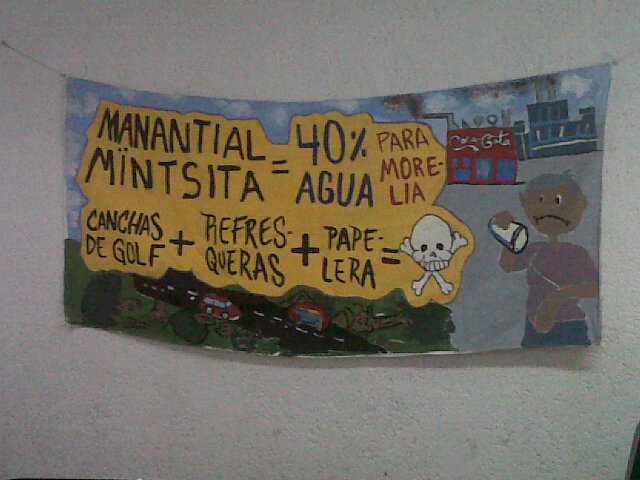 MANANTIAL
MÏNTSITA
=
40%
AGUA
PARA
MORE-
LIA
CANCHAS
DE GOLF
+
REFRES-
QUERAS
+
PAPE-
LERA
=